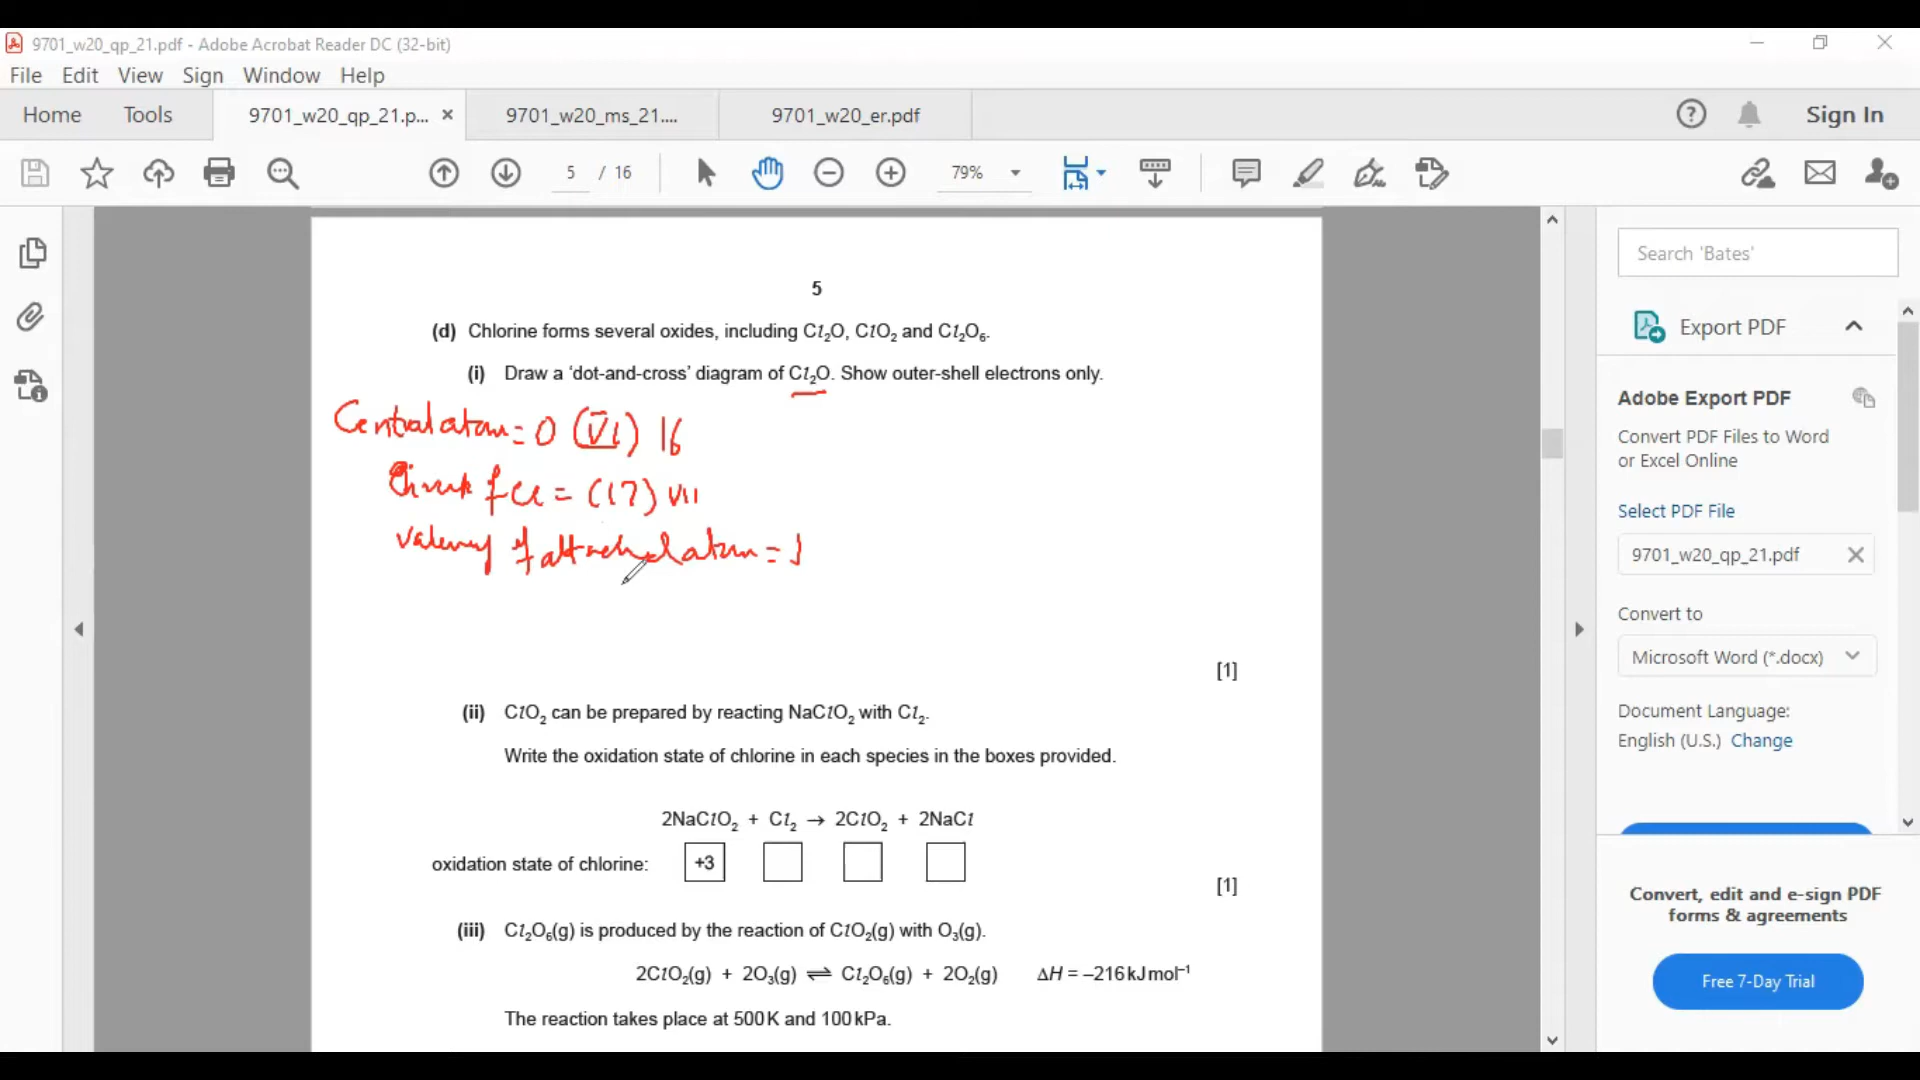 9701_w20_qp_21.pdf - Adobe Acrobat Reader DC (32-bit)
File Edit View Sign Window Help
Home Tools 9701_w20_qp_21.p... × 9701_w20_ms_21.... 9701_w20_er.pdf Sign In
5 / 16 79%
5
(d) Chlorine forms several oxides, including Cl₂O, ClO₂ and Cl₂O₆.
(i) Draw a ‘dot-and-cross’ diagram of Cl₂O. Show outer-shell electrons only.
Central atom = O (VI) 16
of Cl = (17) VII
Valency of attached atom = 1
[1]
(ii) ClO₂ can be prepared by reacting NaClO₂ with Cl₂.
Write the oxidation state of chlorine in each species in the boxes provided.
2NaClO₂ + Cl₂ → 2ClO₂ + 2NaCl
oxidation state of chlorine: +3
[1]
(iii) Cl₂O₆(g) is produced by the reaction of ClO₂(g) with O₃(g).
2ClO₂(g) + 2O₃(g) ⇌ Cl₂O₆(g) + 2O₂(g) ΔH = –216 kJ mol⁻¹
The reaction takes place at 500 K and 100 kPa.
Search 'Bates'
Export PDF
Adobe Export PDF
Convert PDF Files to Word
or Excel Online
Select PDF File
9701_w20_qp_21.pdf
Convert to
Microsoft Word (*.docx)
Document Language:
English (U.S.) Change
Convert, edit and e-sign PDF
forms & agreements
Free 7-Day Trial